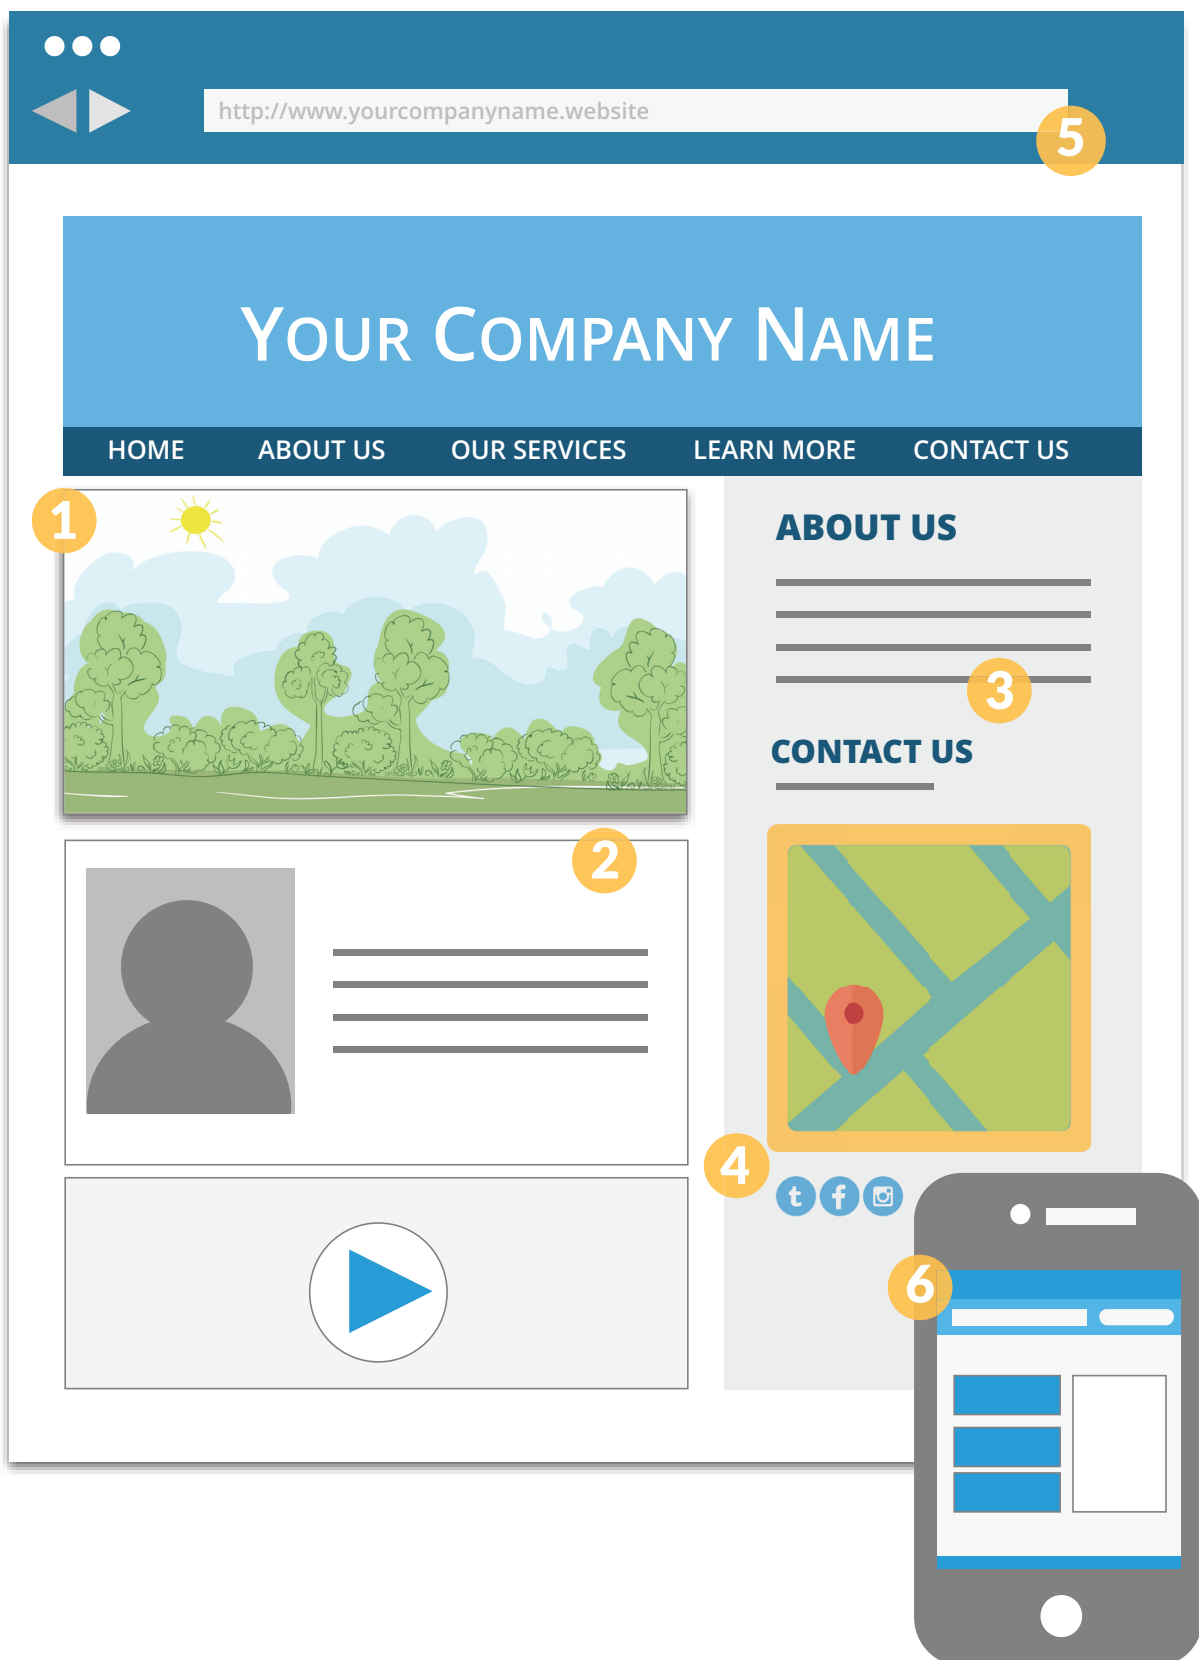 http://www.yourcompanyname.website
5
YOUR COMPANY NAME
HOME ABOUT US OUR SERVICES LEARN MORE CONTACT US
1
ABOUT US
3
CONTACT US
2
4
t f
6